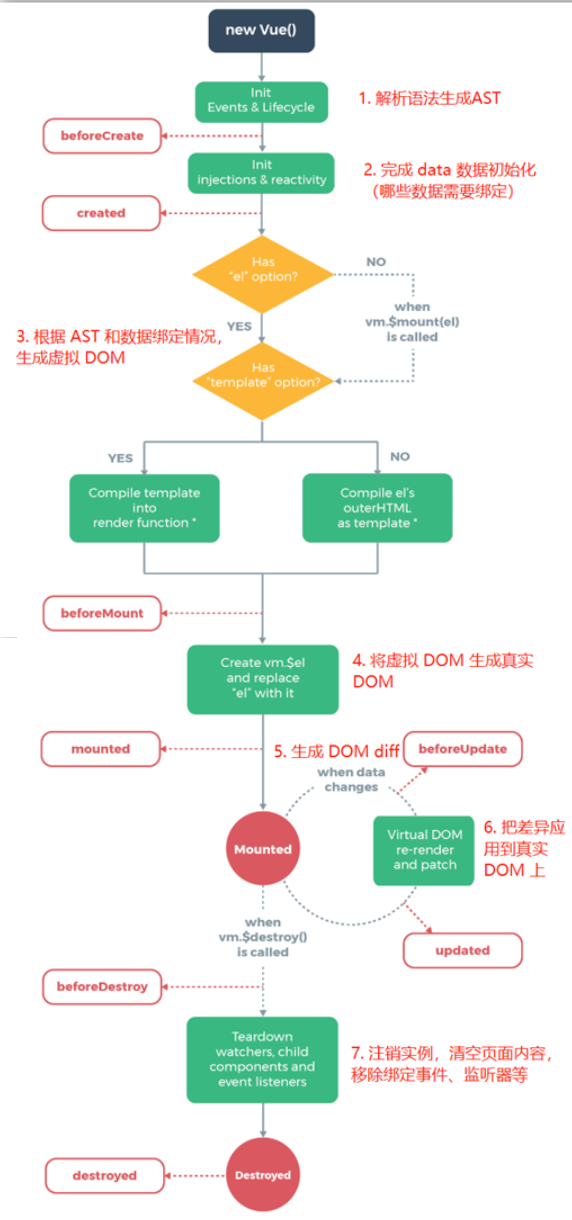 new Vue()
Init
Events & Lifecycle
1. 解析语法生成AST
beforeCreate
Init
injections & reactivity
2. 完成 data 数据初始化
（哪些数据需要绑定）
created
Has
"el" option?
NO
when
vm.$mount(el)
is called
YES
3. 根据 AST 和数据绑定情况，
生成虚拟 DOM
Has
"template" option?
YES
NO
Compile template
into
render function *
Compile el's
outerHTML
as template *
beforeMount
Create vm.$el
and replace
"el" with it
4. 将虚拟 DOM 生成真实
DOM
mounted
5. 生成 DOM diff
beforeUpdate
when data
changes
Mounted
Virtual DOM
re-render
and patch
6. 把差异应
用到真实
DOM 上
when
vm.$destroy()
is called
updated
beforeDestroy
Teardown
watchers, child
components and
event listeners
7. 注销实例，清空页面内容，
移除绑定事件、监听器等
destroyed
Destroyed